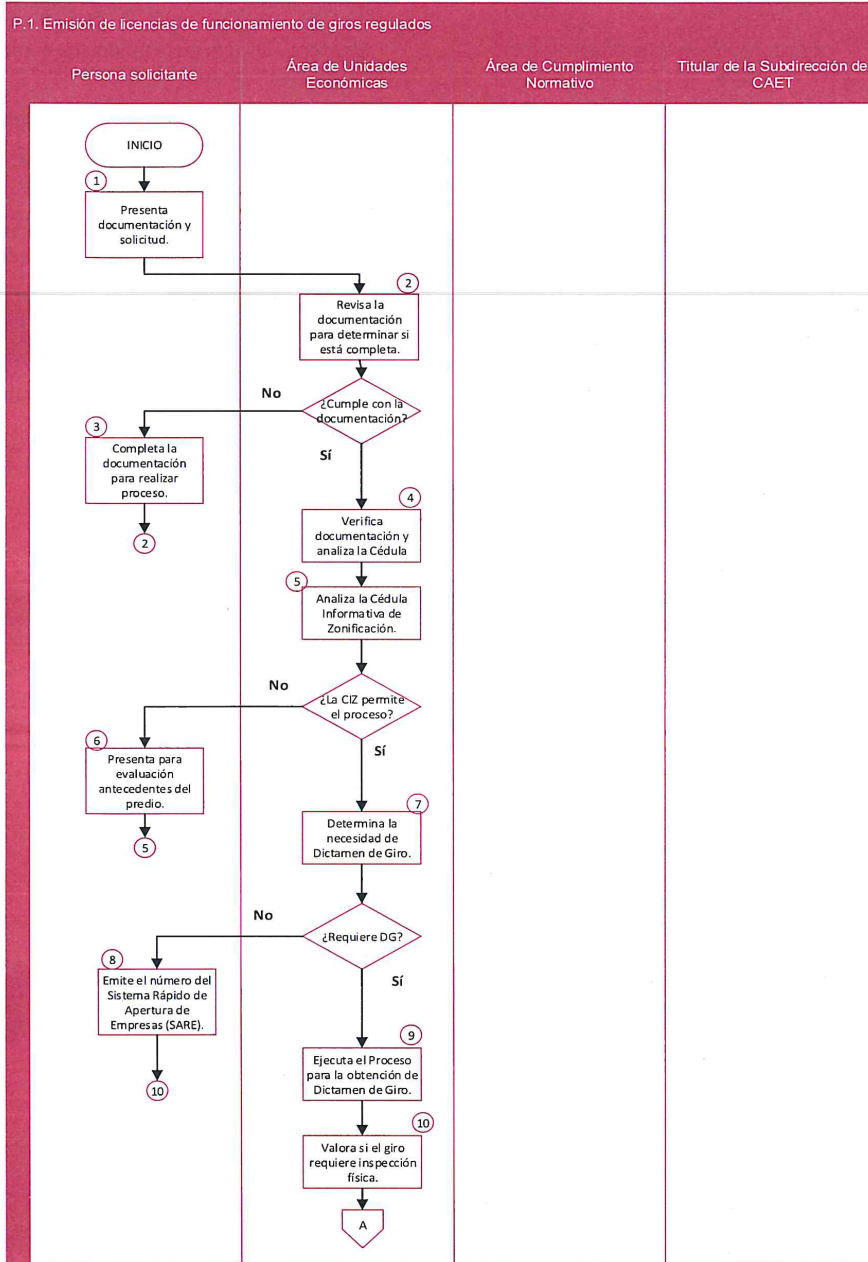 P.1. Emisión de licencias de funcionamiento de giros regulados
Persona solicitante
Área de Unidades
Económicas
Área de Cumplimiento
Normativo
Titular de la Subdirección de
CAET
INICIO
1
Presenta
documentación y
solicitud.
2
Revisa la
documentación
para determinar si
está completa.
¿Cumple con la
documentación?
No
Sí
3
Completa la
documentación
para realizar
proceso.
2
4
Verifica
documentación y
analiza la Cédula
5
Analiza la Cédula
Informativa de
Zonificación.
¿La CIZ permite
el proceso?
No
Sí
6
Presenta para
evaluación
antecedentes del
predio.
5
7
Determina la
necesidad de
Dictamen de Giro.
¿Requiere DG?
No
Sí
8
Emite el número del
Sistema Rápido de
Apertura de
Empresas (SARE).
10
9
Ejecuta el Proceso
para la obtención de
Dictamen de Giro.
10
Valora si el giro
requiere inspección
física.
A